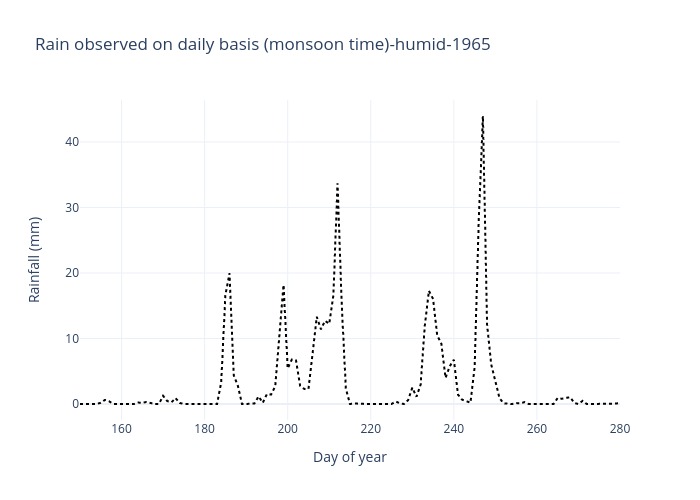 Rain observed on daily basis (monsoon time)-humid-1965
40
30
20
10
0
Rainfall (mm)
160 180 200 220 240 260 280
Day of year